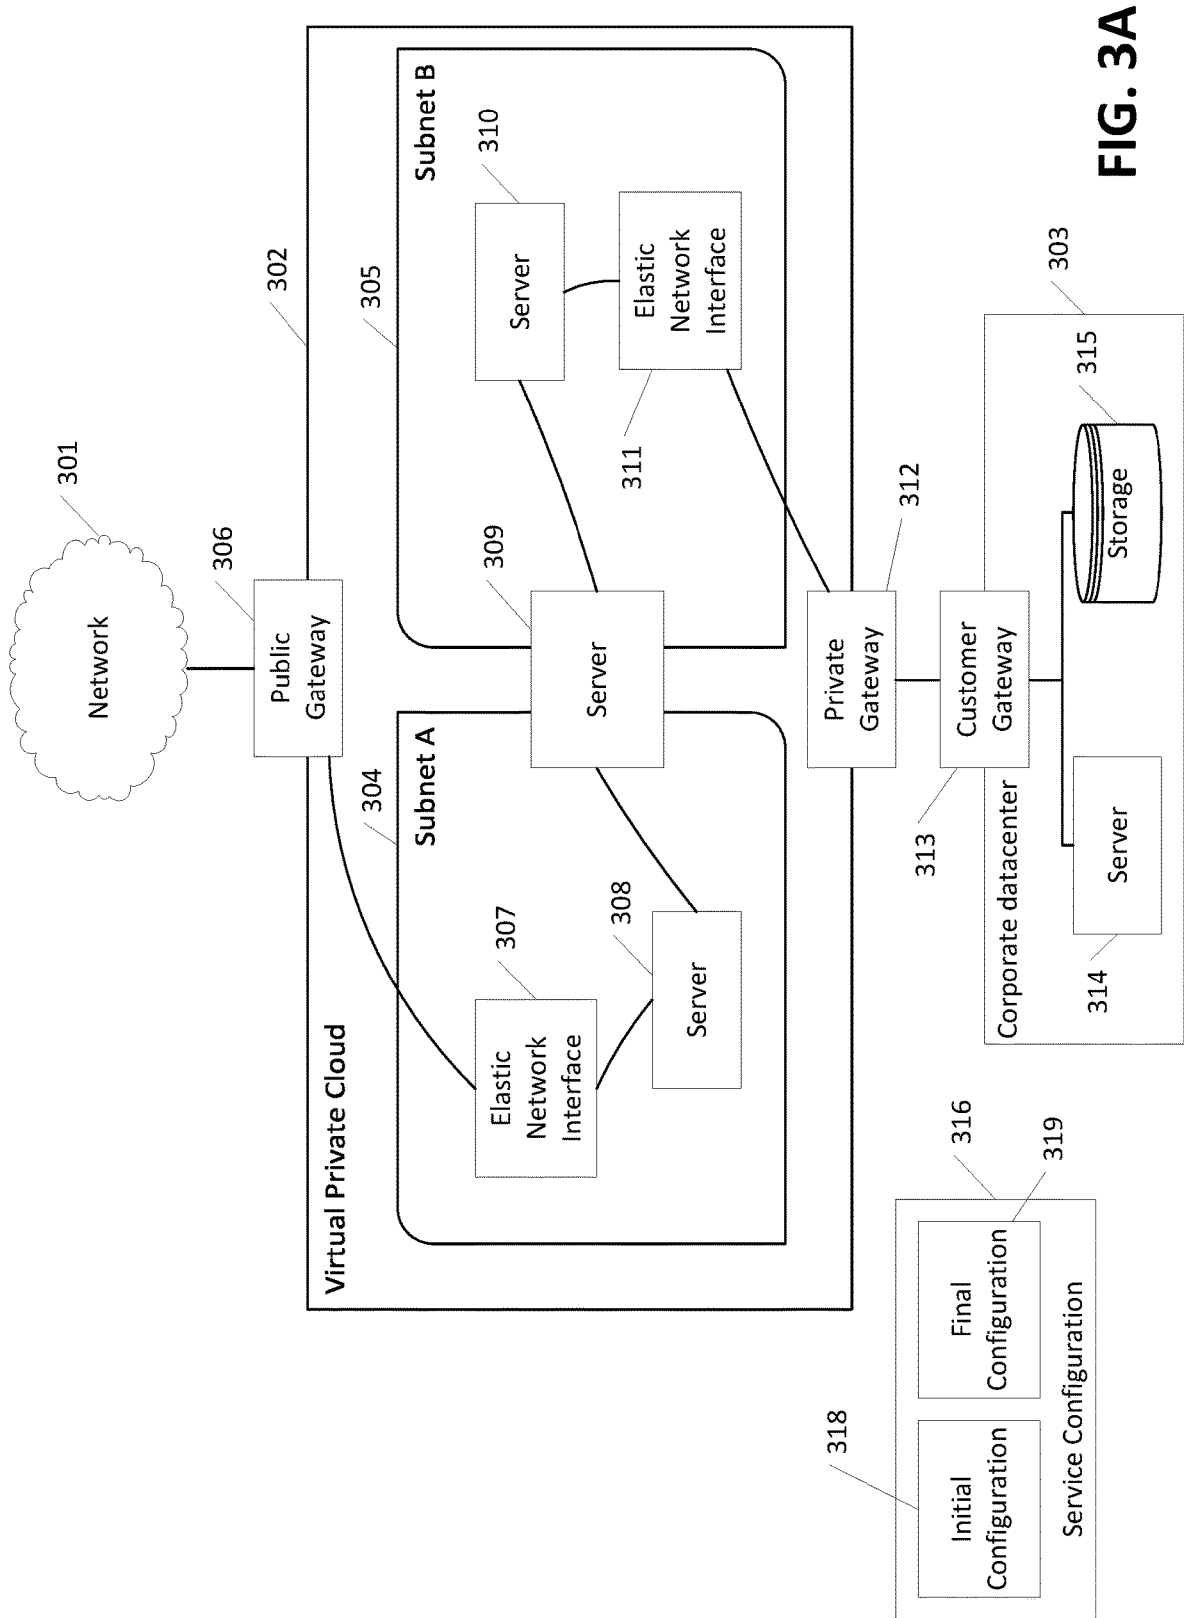 301
Network
306
Public
Gateway
302
Virtual Private Cloud
304
Subnet A
305
Subnet B
307
Elastic
Network
Interface
308
Server
309
Server
310
Server
311
Elastic
Network
Interface
312
Private
Gateway
313
Customer
Gateway
303
Corporate datacenter
314
Server
315
Storage
316
318
Initial
Configuration
319
Final
Configuration
Service Configuration
FIG. 3A